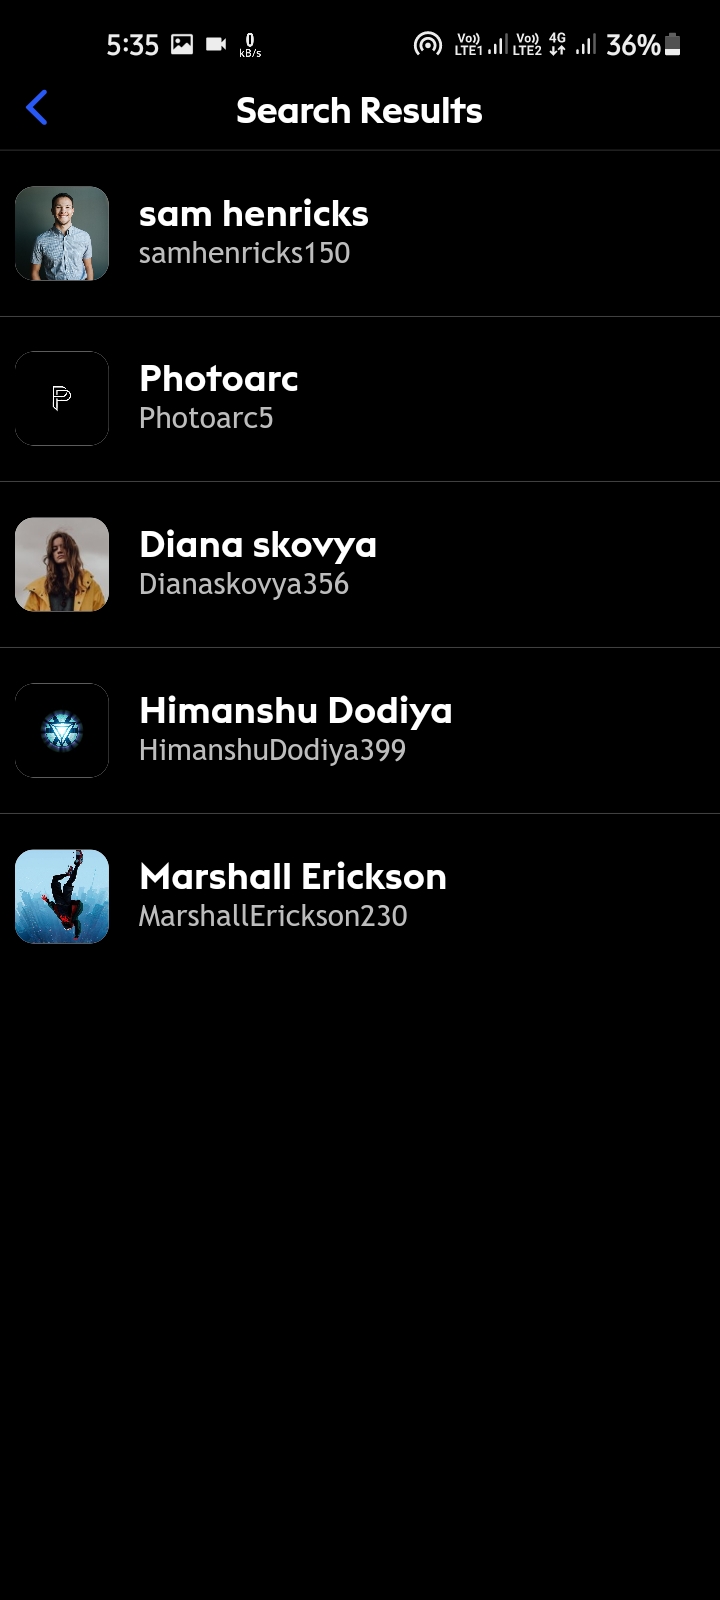 5:35 0 kB/s Vo)) LTE1 Vo)) LTE2 4G 36%
Search Results
sam henricks
samhenricks150
P
Photoarc
Photoarc5
Diana skovya
Dianaskovya356
Himanshu Dodiya
HimanshuDodiya399
Marshall Erickson
MarshallErickson230